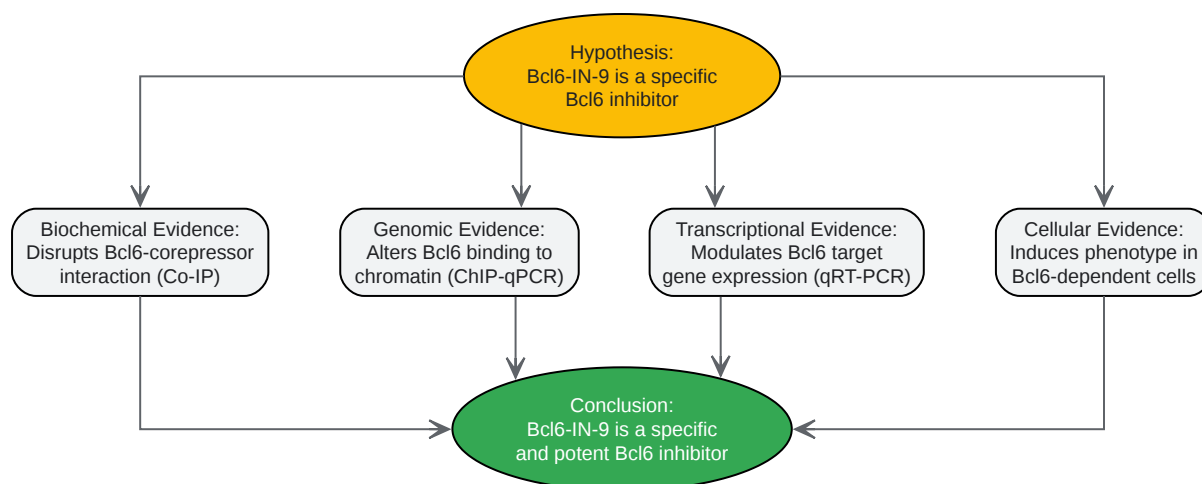 Hypothesis:
Bcl6-IN-9 is a specific
Bcl6 inhibitor
Biochemical Evidence:
Disrupts Bcl6-corepressor
interaction (Co-IP)
Genomic Evidence:
Alters Bcl6 binding to
chromatin (ChIP-qPCR)
Transcriptional Evidence:
Modulates Bcl6 target
gene expression (qRT-PCR)
Cellular Evidence:
Induces phenotype in
Bcl6-dependent cells
Conclusion:
Bcl6-IN-9 is a specific
and potent Bcl6 inhibitor